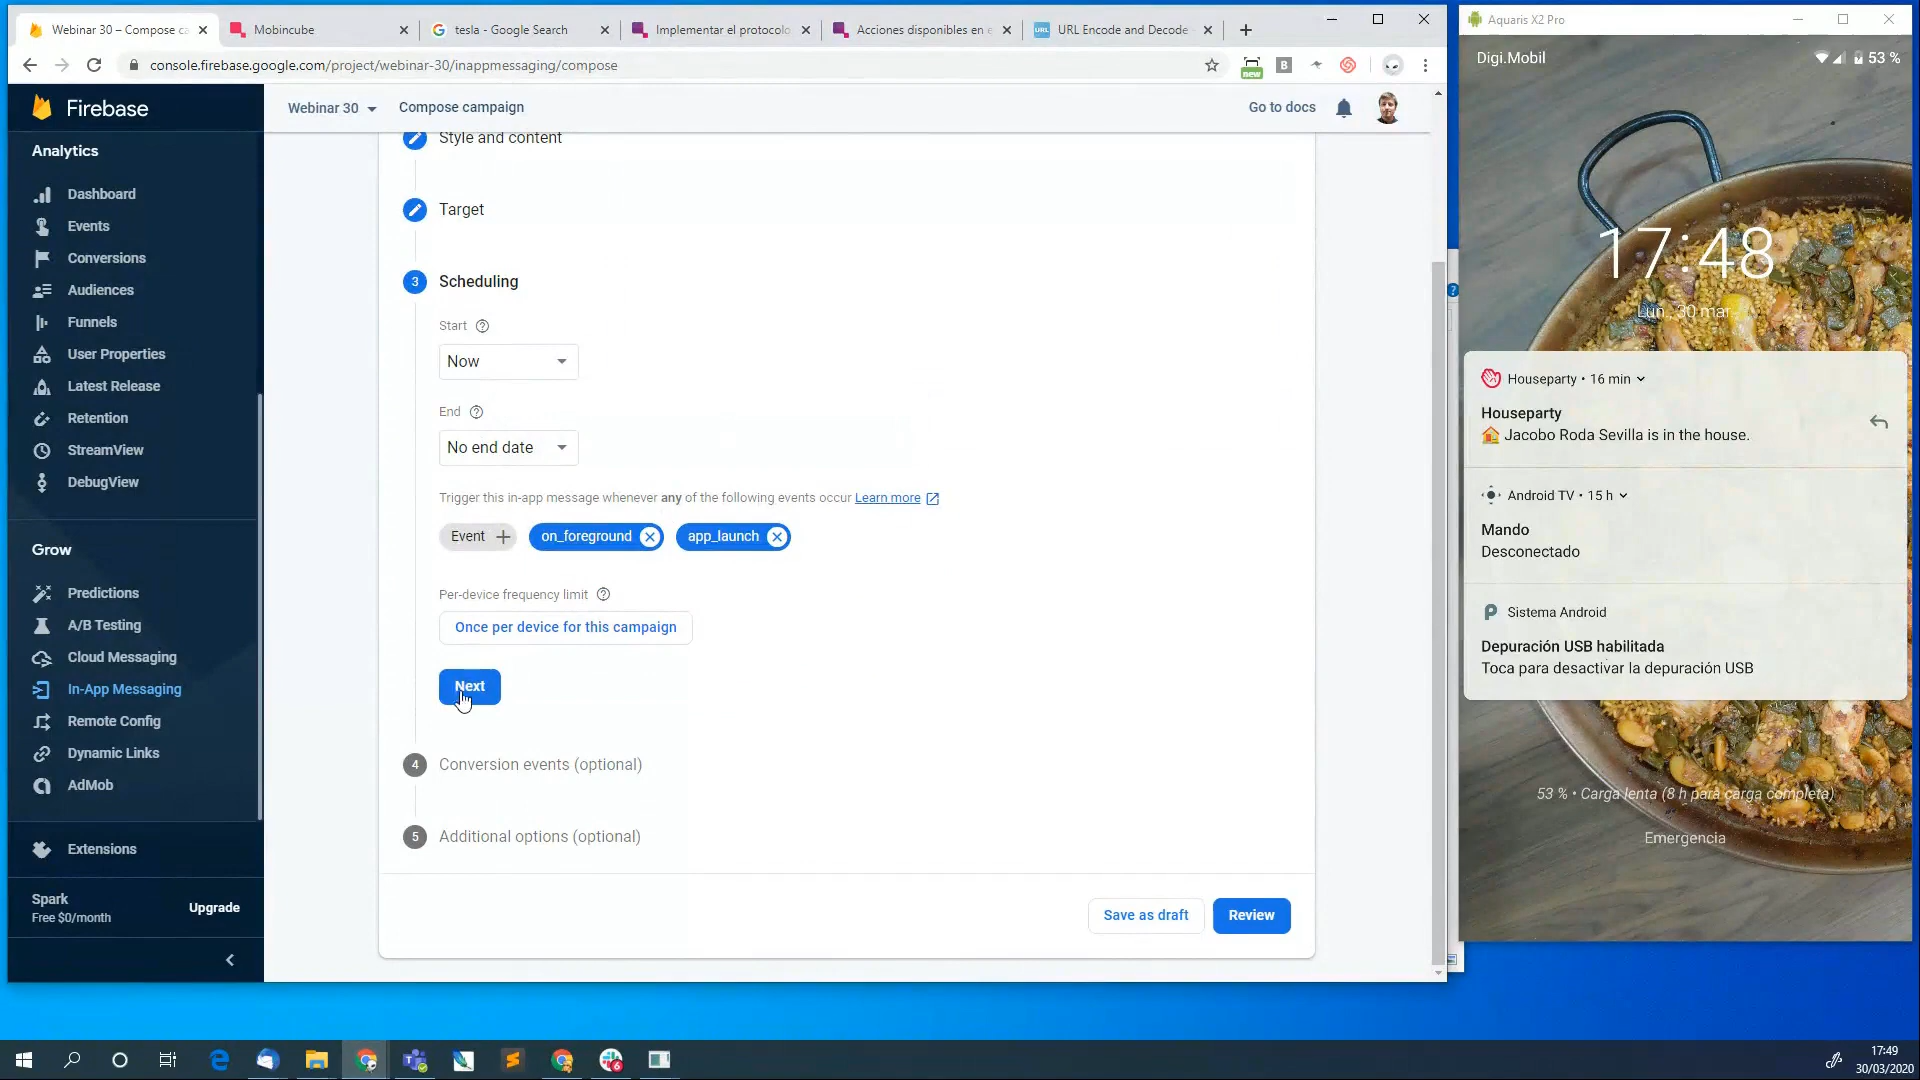 Webinar 30 – Compose ca
Mobincube
tesla - Google Search
Implementar el protocolo
Acciones disponibles en e
URL Encode and Decode
console.firebase.google.com/project/webinar-30/inappmessaging/compose
new
B
Firebase
Webinar 30
Compose campaign
Go to docs
Analytics
Dashboard
Events
Conversions
Audiences
Funnels
User Properties
Latest Release
Retention
StreamView
DebugView
Grow
Predictions
A/B Testing
Cloud Messaging
In-App Messaging
Remote Config
Dynamic Links
AdMob
Extensions
Spark
Free $0/month
Upgrade
Style and content
Target
3 Scheduling
Start
Now
End
No end date
Trigger this in-app message whenever any of the following events occur Learn more
Event
on_foreground
app_launch
Per-device frequency limit
Once per device for this campaign
Next
4 Conversion events (optional)
5 Additional options (optional)
Save as draft
Review
Aquaris X2 Pro
Digi.Mobil
53 %
17:48
Lun., 30 mar.
Houseparty • 16 min
Houseparty
Jacobo Roda Sevilla is in the house.
Android TV • 15 h
Mando
Desconectado
Sistema Android
Depuración USB habilitada
Toca para desactivar la depuración USB
53 % • Carga lenta (8 h para carga completa)
Emergencia
17:49
30/03/2020